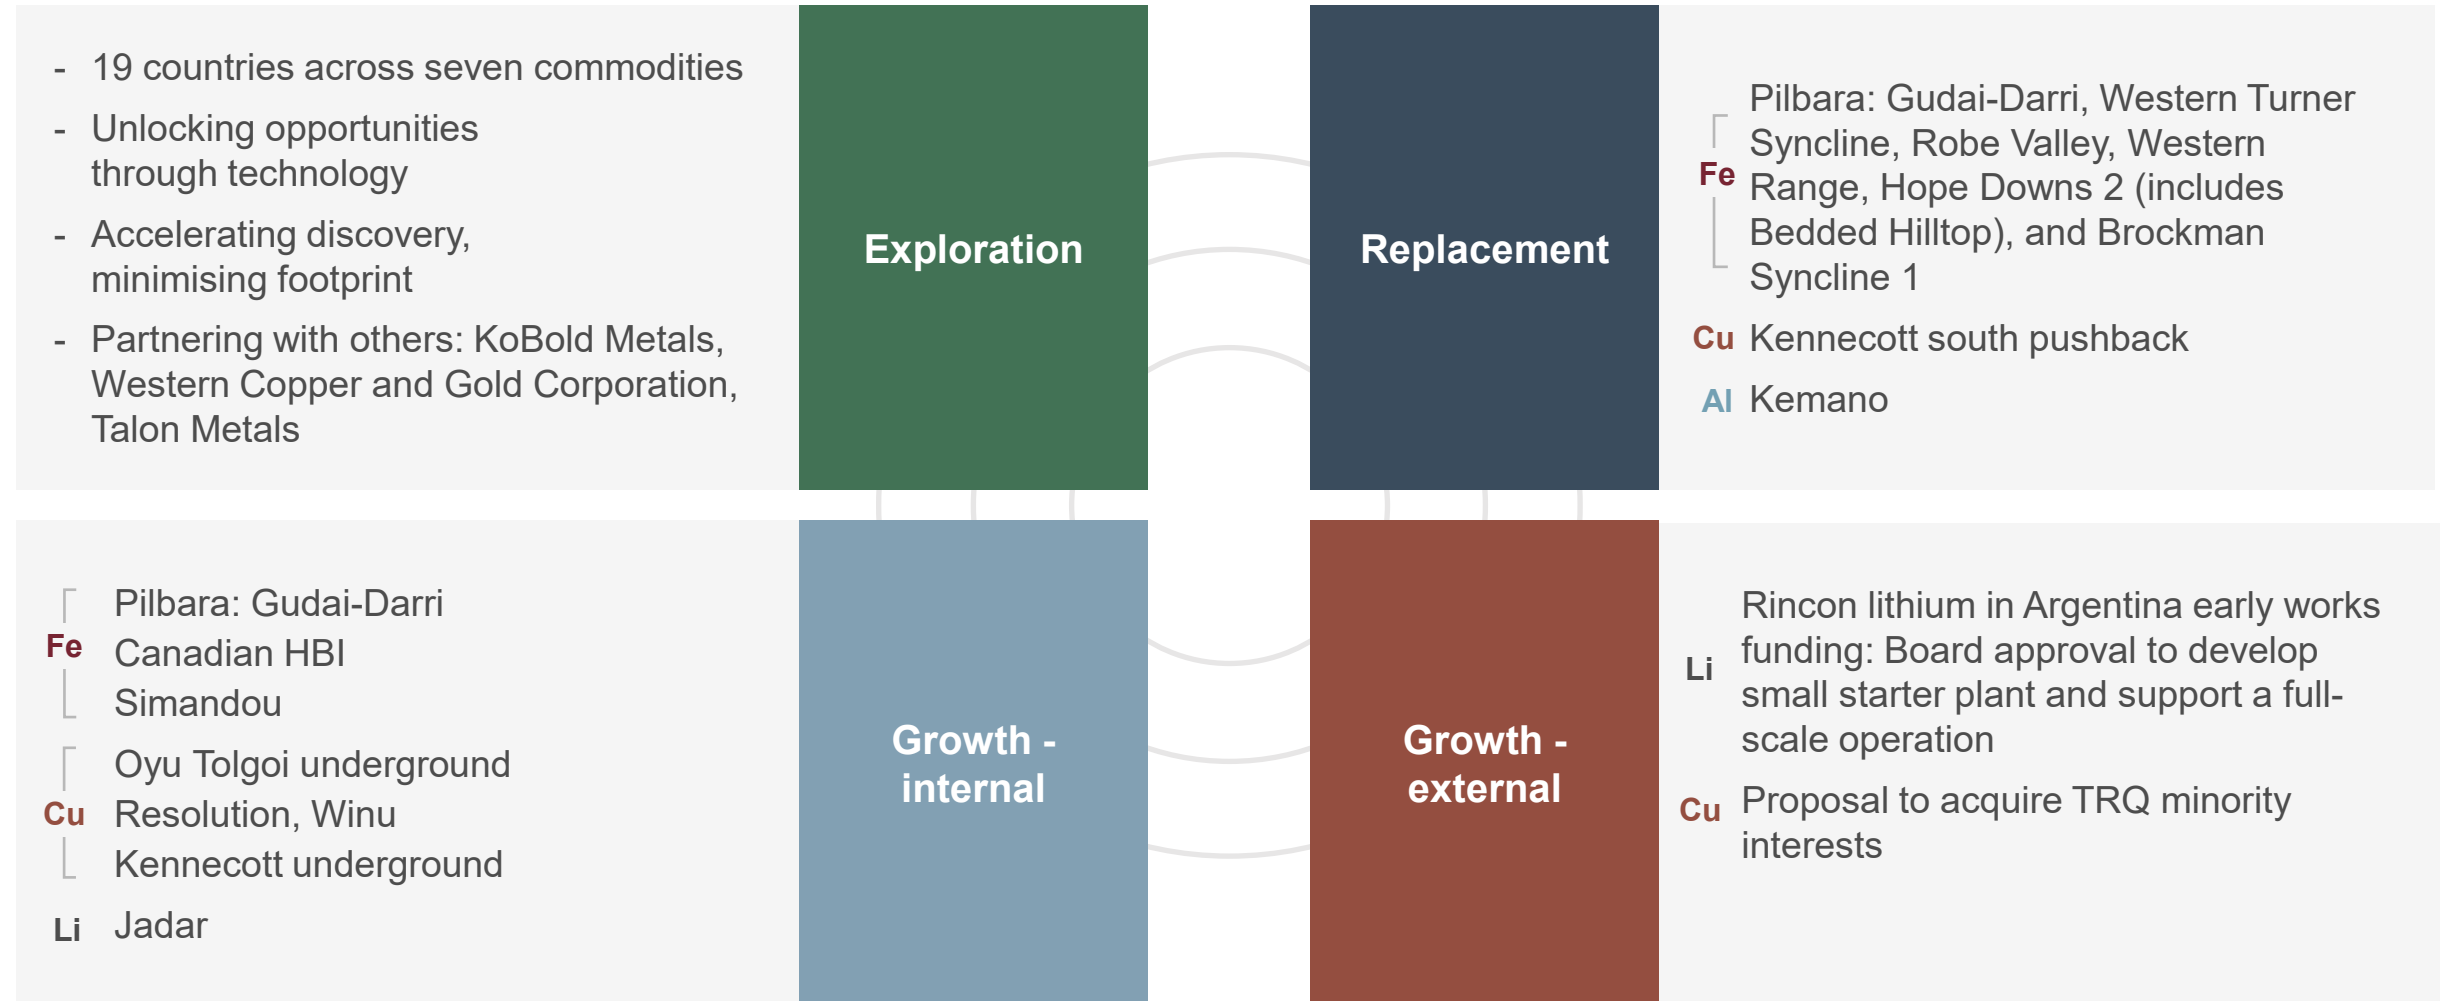 - 19 countries across seven commodities
- Unlocking opportunities
through technology
- Accelerating discovery,
minimising footprint
- Partnering with others: KoBold Metals,
Western Copper and Gold Corporation,
Talon Metals
Exploration
Replacement
Fe
Pilbara: Gudai-Darri, Western Turner
Syncline, Robe Valley, Western
Range, Hope Downs 2 (includes
Bedded Hilltop), and Brockman
Syncline 1
Cu Kennecott south pushback
Al Kemano
Fe
Pilbara: Gudai-Darri
Canadian HBI
Simandou
Cu
Oyu Tolgoi underground
Resolution, Winu
Kennecott underground
Li Jadar
Growth -
internal
Growth -
external
Li
Rincon lithium in Argentina early works
funding: Board approval to develop
small starter plant and support a full-
scale operation
Cu
Proposal to acquire TRQ minority
interests